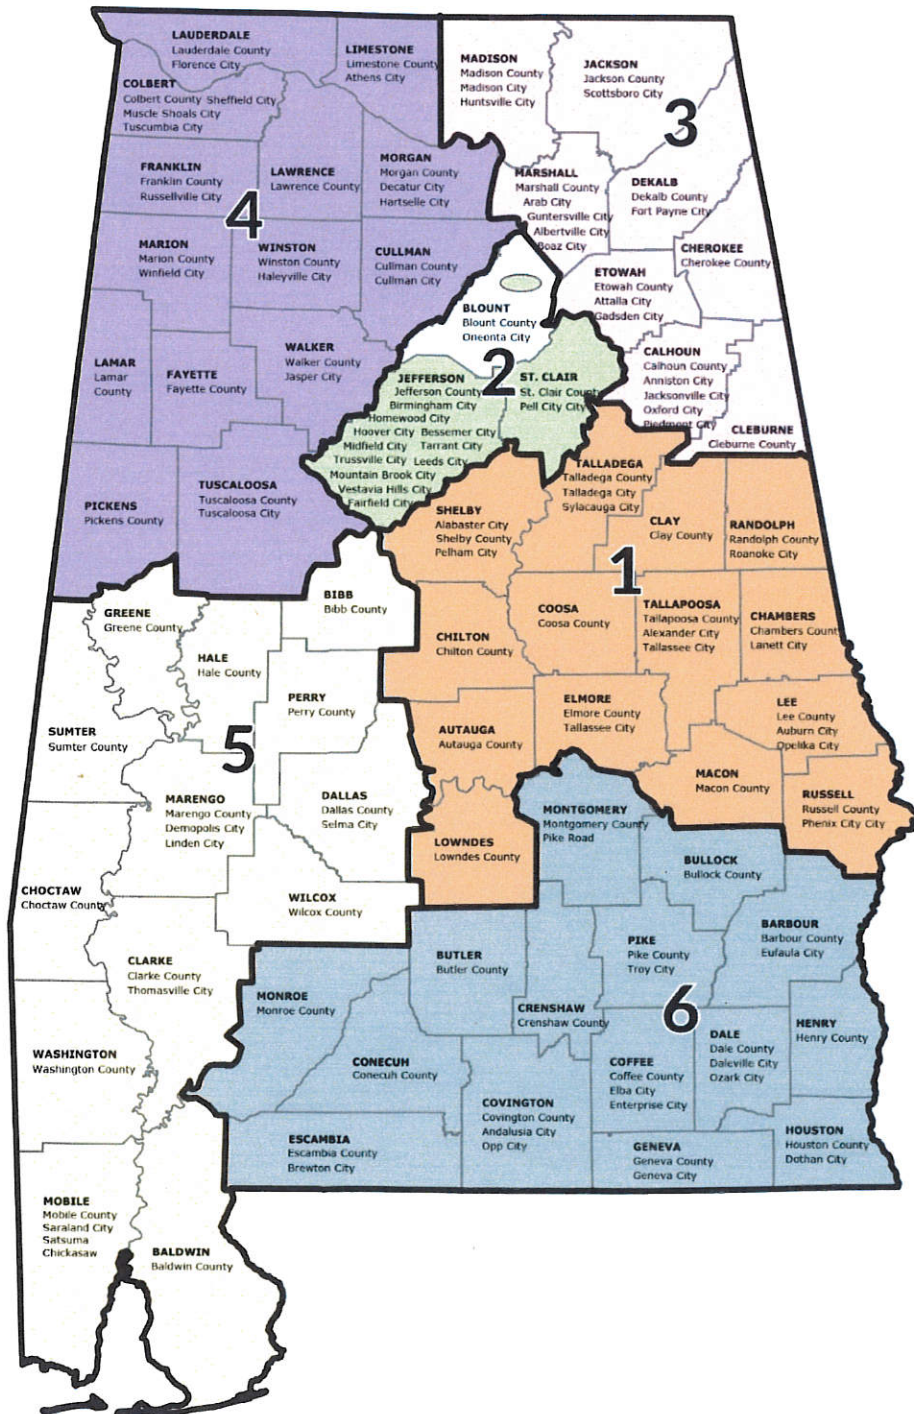 LAUDERDALE
Lauderdale County
Florence City
LIMESTONE
Limestone County
Athens City
MADISON
Madison County
Madison City
Huntsville City
JACKSON
Jackson County
Scottsboro City
3
COLBERT
Colbert County Sheffield City
Muscle Shoals City
Tuscumbia City
FRANKLIN
Franklin County
Russellville City
LAWRENCE
Lawrence County
MORGAN
Morgan County
Decatur City
Hartselle City
MARSHALL
Marshall County
Arab City
Guntersville City
Albertville City
Boaz City
DEKALB
Dekalb County
Fort Payne City
4
MARION
Marion County
Winfield City
WINSTON
Winston County
Haleyville City
CULLMAN
Cullman County
Cullman City
CHEROKEE
Cherokee County
ETOWAH
Etowah County
Attalla City
Gadsden City
BLOUNT
Blount County
Oneonta City
LAMAR
Lamar
County
FAYETTE
Fayette County
WALKER
Walker County
Jasper City
2
JEFFERSON
Jefferson County
Birmingham City
Homewood City
Hoover City Bessemer City
Midfield City Tarrant City
Trussville City Leeds City
Mountain Brook City
Vestavia Hills City
Fairfield City
ST. CLAIR
St. Clair County
Pell City City
CALHOUN
Calhoun County
Anniston City
Jacksonville City
Oxford City
Piedmont City
CLEBURNE
Cleburne County
PICKENS
Pickens County
TUSCALOOSA
Tuscaloosa County
Tuscaloosa City
TALLADEGA
Talladega County
Talladega City
Sylacauga City
SHELBY
Alabaster City
Shelby County
Pelham City
CLAY
Clay County
RANDOLPH
Randolph County
Roanoke City
1
GREENE
Greene County
BIBB
Bibb County
HALE
Hale County
CHILTON
Chilton County
COOSA
Coosa County
TALLAPOOSA
Tallapoosa County
Alexander City
Tallassee City
CHAMBERS
Chambers County
Lanett City
SUMTER
Sumter County
PERRY
Perry County
5
AUTAUGA
Autauga County
ELMORE
Elmore County
Tallassee City
LEE
Lee County
Auburn City
Opelika City
MACON
Macon County
RUSSELL
Russell County
Phenix City City
MARENGO
Marengo County
Demopolis City
Linden City
DALLAS
Dallas County
Selma City
LOWNDES
Lowndes County
MONTGOMERY
Montgomery County
Pike Road
BULLOCK
Bullock County
CHOCTAW
Choctaw County
WILCOX
Wilcox County
CLARKE
Clarke County
Thomasville City
BUTLER
Butler County
PIKE
Pike County
Troy City
BARBOUR
Barbour County
Eufaula City
MONROE
Monroe County
CRENSHAW
Crenshaw County
6
HENRY
Henry County
WASHINGTON
Washington County
CONECUH
Conecuh County
COFFEE
Coffee County
Elba City
Enterprise City
DALE
Dale County
Daleville City
Ozark City
COVINGTON
Covington County
Andalusia City
Opp City
ESCAMBIA
Escambia County
Brewton City
GENEVA
Geneva County
Geneva City
HOUSTON
Houston County
Dothan City
MOBILE
Mobile County
Saraland City
Satsuma
Chickasaw
BALDWIN
Baldwin County